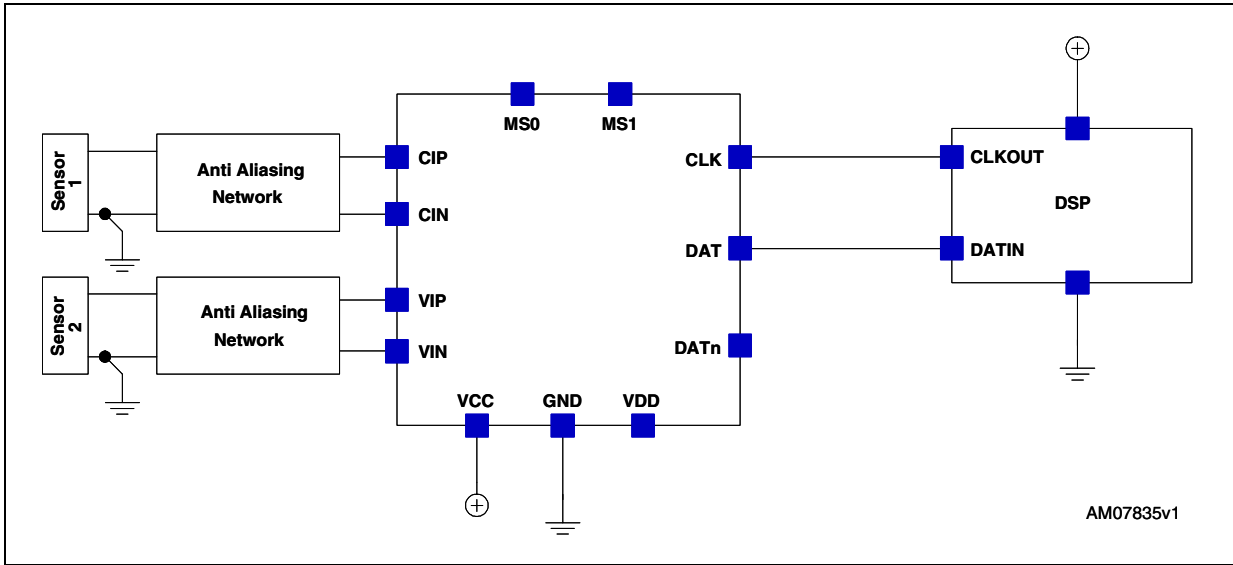 MS0
MS1
Sensor
1
Anti Aliasing
Network
CIP
CIN
CLK
CLKOUT
DSP
DAT
DATIN
Sensor
2
Anti Aliasing
Network
VIP
VIN
DATn
VCC
GND
VDD
AM07835v1